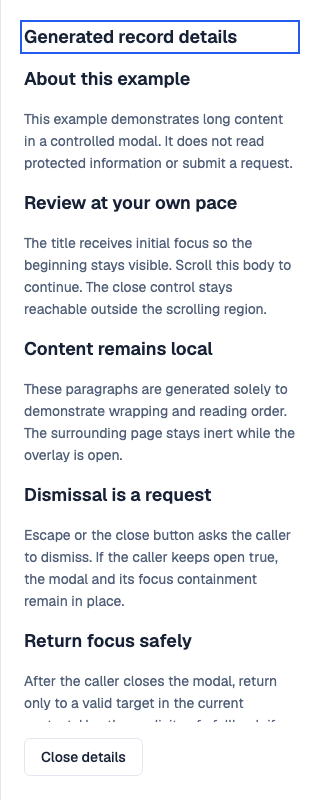 Generated record details
About this example
This example demonstrates long content
in a controlled modal. It does not read
protected information or submit a request.
Review at your own pace
The title receives initial focus so the
beginning stays visible. Scroll this body to
continue. The close control stays
reachable outside the scrolling region.
Content remains local
These paragraphs are generated solely to
demonstrate wrapping and reading order.
The surrounding page stays inert while the
overlay is open.
Dismissal is a request
Escape or the close button asks the caller
to dismiss. If the caller keeps open true,
the modal and its focus containment
remain in place.
Return focus safely
After the caller closes the modal, return
only to a valid target in the current
Close details